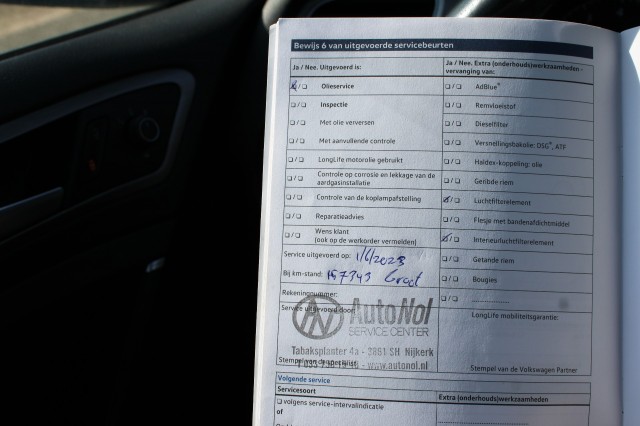 Bewijs 6 van uitgevoerde servicebeurten
Ja / Nee. Uitgevoerd is:
Olieservice
Inspectie
Met olie verversen
Met aanvullende controle
LongLife motorolie gebruikt
Controle op corrosie en lekkage van de
aardgasinstallatie
Controle van de koplampafstelling
Reparatieadvies
Wens klant
(ook op de werkorder vermelden)
Service uitgevoerd op: 1/6/2023
Bij km-stand: 157343 Groot
Rekeningnummer:
Service uitgevoerd door:
AutoNol
SERVICE CENTER
Tabaksplanter 4a - 3861 SH Nijkerk
www.autonol.nl
Ja / Nee. Extra (onderhouds)werkzaamheden -
vervanging van:
AdBlue®
Remvloeistof
Dieselfilter
Versnellingsbakolie: DSG®, ATF
Haldex-koppeling: olie
Geribde riem
Luchtfilterelement
Flesje met bandenafdichtmiddel
Interieurluchtfilterelement
Getande riem
Bougies
LongLife mobiliteitsgarantie:
Stempel van de Volkswagen Partner
Volgende service
Servicesoort
volgens service-intervalindicatie
of
Extra (onderhouds)werkzaamheden